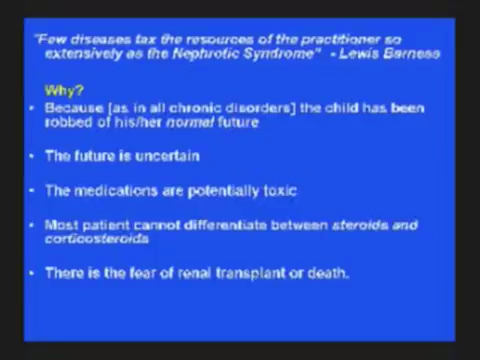 "Few diseases tax the resources of the practitioner so
extensively as the Nephrotic Syndrome" - Lewis Barness
Why?
• Because [as in all chronic disorders] the child has been
robbed of his/her normal future
• The future is uncertain
• The medications are potentially toxic
• Most patient cannot differentiate between steroids and
corticosteroids
• There is the fear of renal transplant or death.